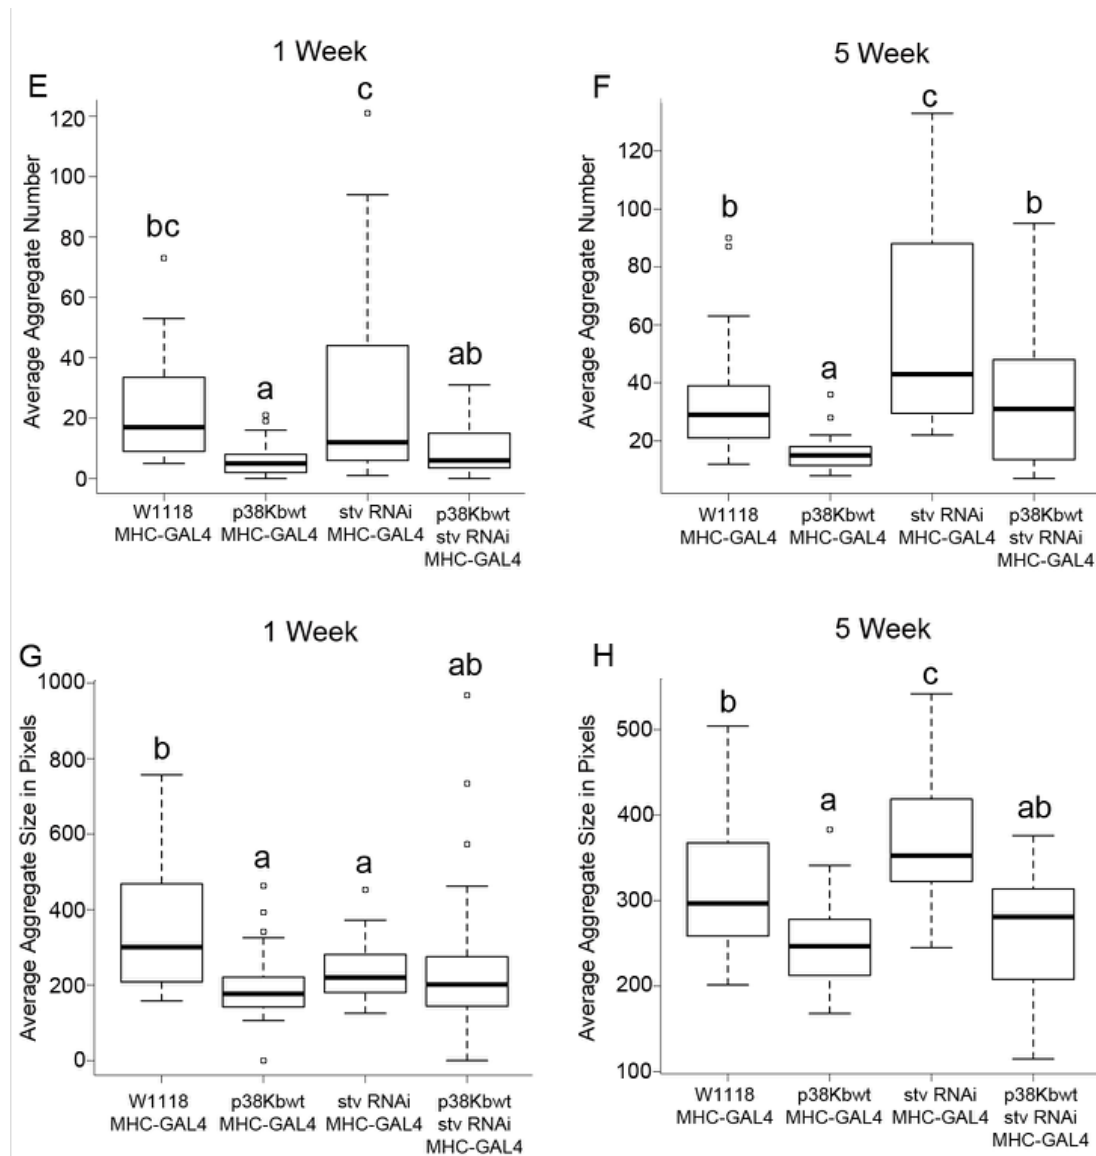 1 Week
E
c
120
100
80
60
40
20
0
Average Aggregate Number
bc
a
ab
W1118 MHC-GAL4
p38Kbwt MHC-GAL4
stv RNAi MHC-GAL4
p38Kbwt stv RNAi MHC-GAL4
5 Week
F
c
120
100
80
60
40
20
Average Aggregate Number
b
a
b
W1118 MHC-GAL4
p38Kbwt MHC-GAL4
stv RNAi MHC-GAL4
p38Kbwt stv RNAi MHC-GAL4
1 Week
G
ab
1000
800
600
400
200
0
Average Aggregate Size in Pixels
b
a
a
W1118 MHC-GAL4
p38Kbwt MHC-GAL4
stv RNAi MHC-GAL4
p38Kbwt stv RNAi MHC-GAL4
5 Week
H
c
500
400
300
200
100
Average Aggregate Size in Pixels
b
a
ab
W1118 MHC-GAL4
p38Kbwt MHC-GAL4
stv RNAi MHC-GAL4
p38Kbwt stv RNAi MHC-GAL4